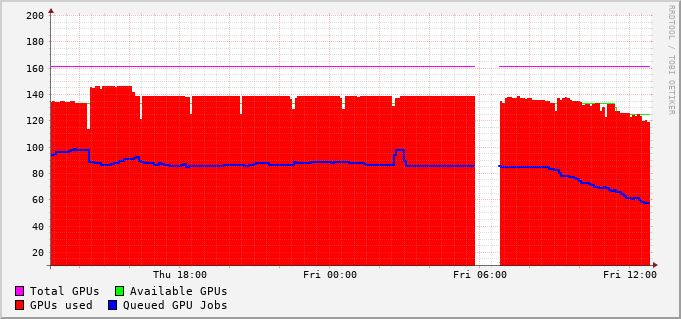 200
180
160
140
120
100
80
60
40
20
Thu 18:00 Fri 00:00 Fri 06:00 Fri 12:00
Total GPUs Available GPUs
GPUs used Queued GPU Jobs
RRDTOOL / TOBI OETIKER